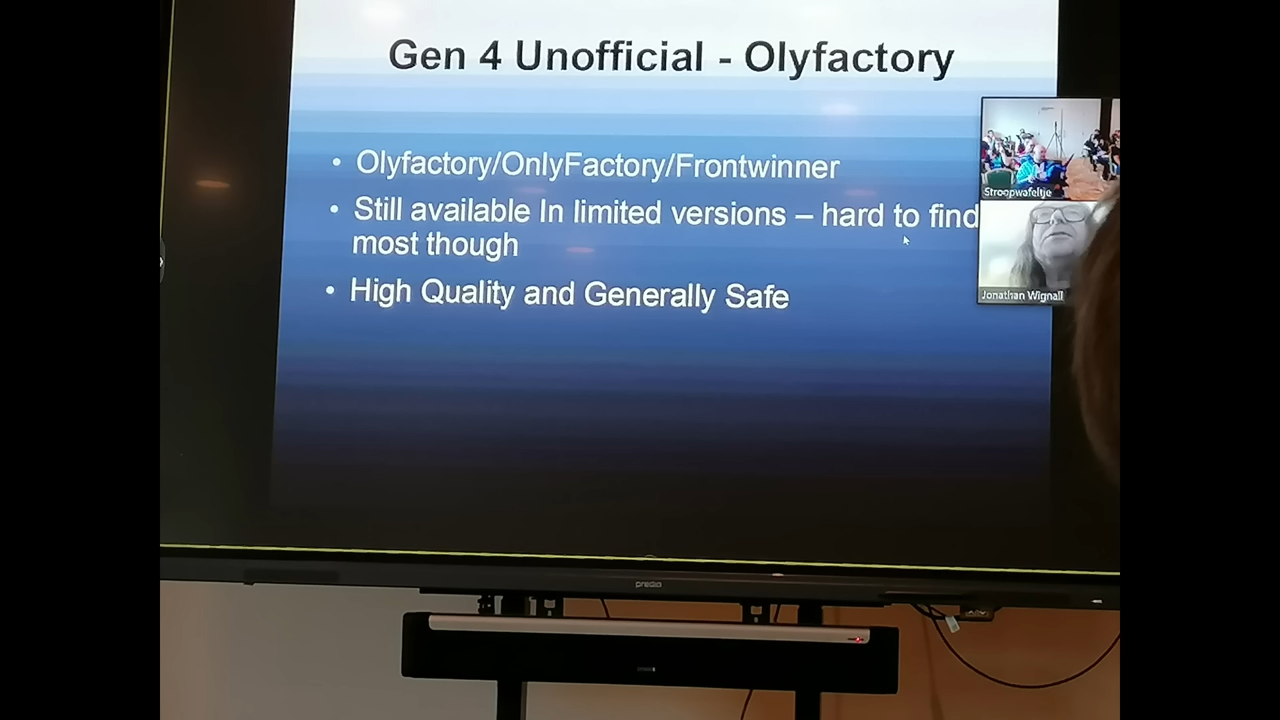 Gen 4 Unofficial - Olyfactory
• Olyfactory/OnlyFactory/Frontwinner
• Still available In limited versions – hard to find
most though
• High Quality and Generally Safe
Stroopwafeltje
Jonathan Wignall